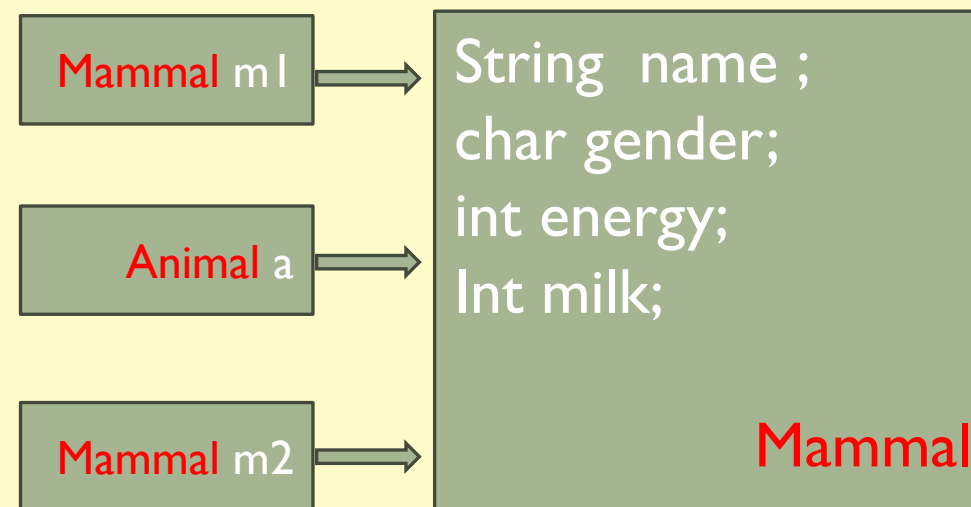 Mammal m1
Animal a
Mammal m2
String name ;
char gender;
int energy;
Int milk;
Mammal